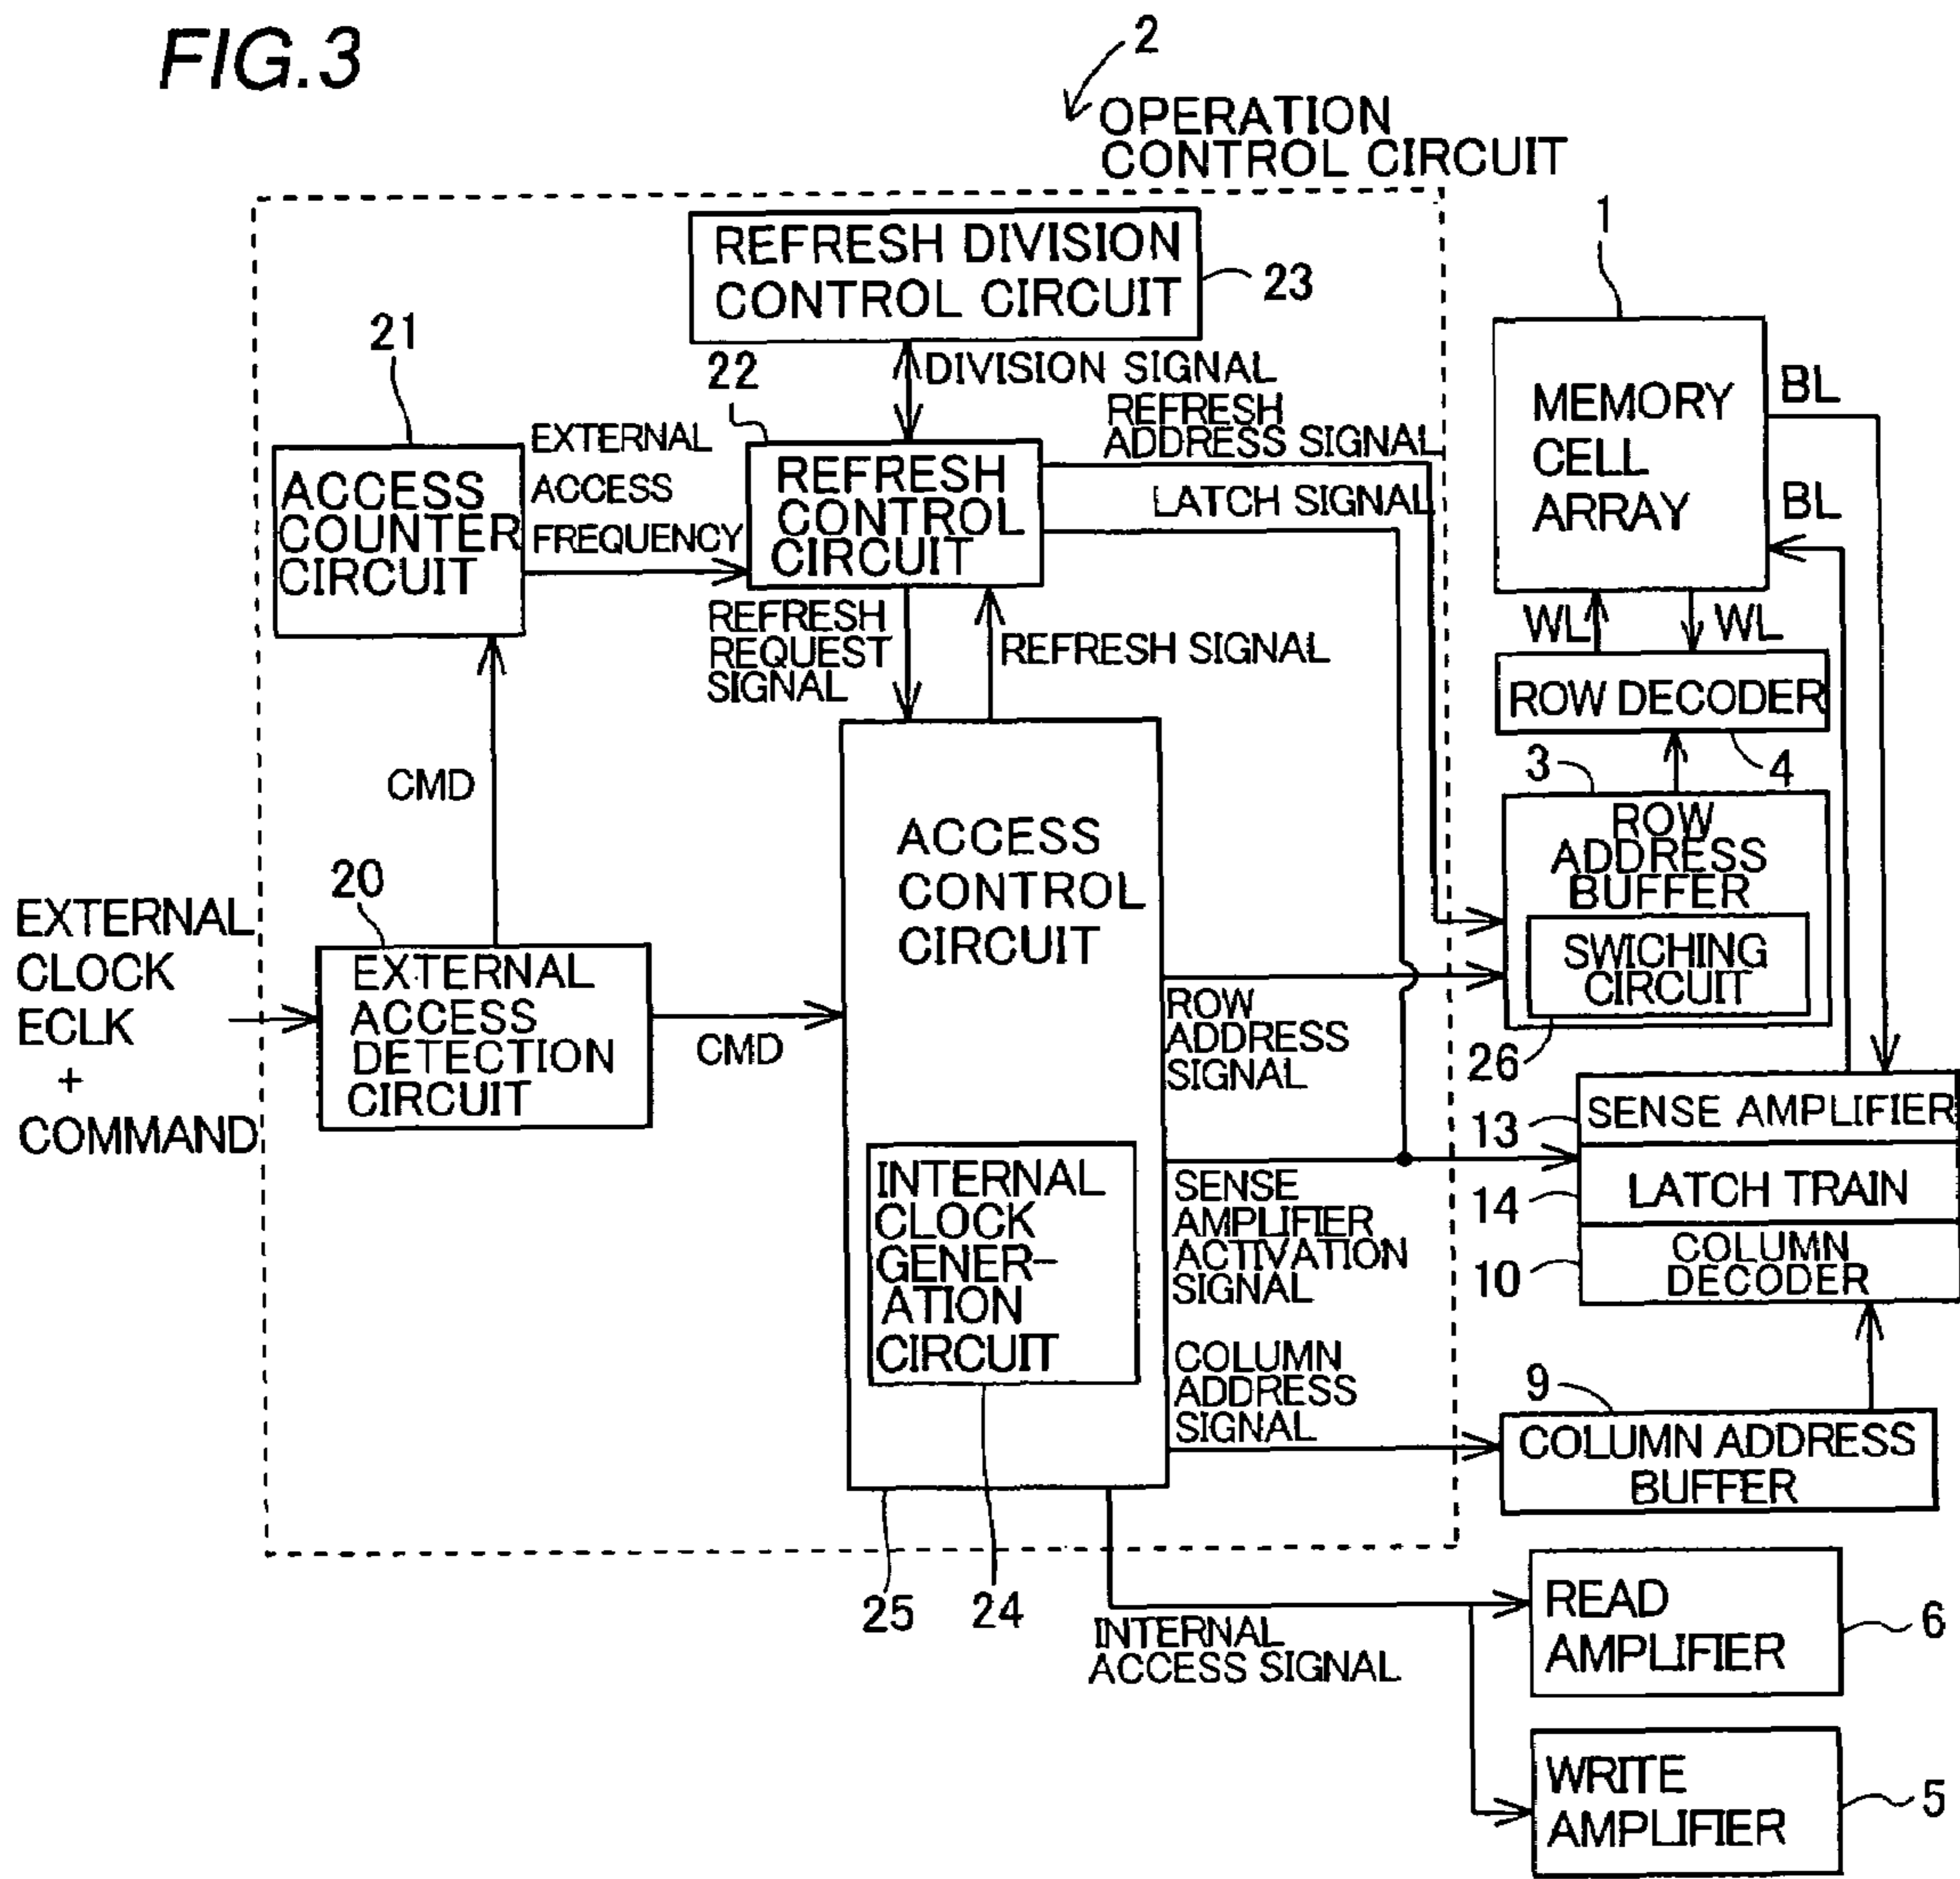 FIG.3
2
OPERATION
CONTROL CIRCUIT
REFRESH DIVISION
CONTROL CIRCUIT
23
1
21
22
DIVISION SIGNAL
REFRESH
ADDRESS SIGNAL
LATCH SIGNAL
MEMORY
CELL
ARRAY
BL
BL
ACCESS
COUNTER
CIRCUIT
EXTERNAL
ACCESS
FREQUENCY
REFRESH
CONTROL
CIRCUIT
REFRESH
REQUEST
SIGNAL
REFRESH SIGNAL
WL
WL
ROW DECODER
4
3
CMD
ROW
ADDRESS
BUFFER
SWICHING
CIRCUIT
26
ACCESS
CONTROL
CIRCUIT
20
EXTERNAL
CLOCK
ECLK
+
COMMAND
EXTERNAL
ACCESS
DETECTION
CIRCUIT
CMD
ROW
ADDRESS
SIGNAL
13
SENSE AMPLIFIER
14
LATCH TRAIN
10
COLUMN
DECODER
INTERNAL
CLOCK
GENER-
ATION
CIRCUIT
SENSE
AMPLIFIER
ACTIVATION
SIGNAL
COLUMN
ADDRESS
SIGNAL
9
COLUMN ADDRESS
BUFFER
25
24
INTERNAL
ACCESS SIGNAL
READ
AMPLIFIER
6
WRITE
AMPLIFIER
5